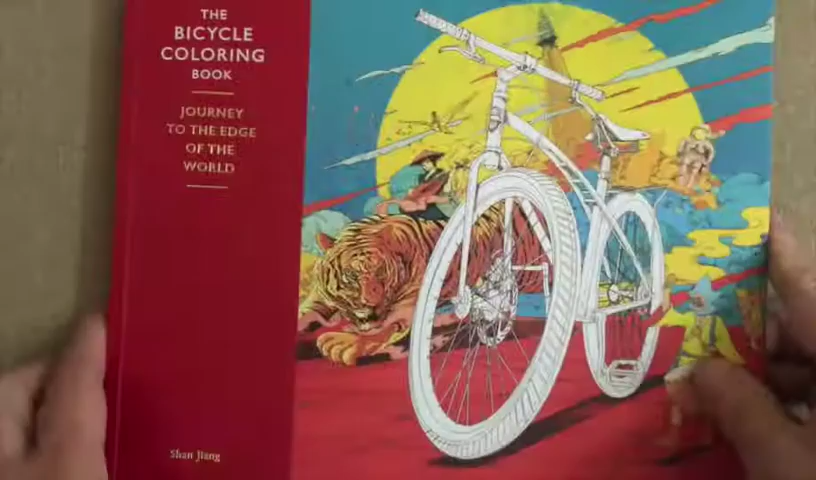 THE
BICYCLE
COLORING
BOOK
JOURNEY
TO THE EDGE
OF THE
WORLD
Shan Jiang